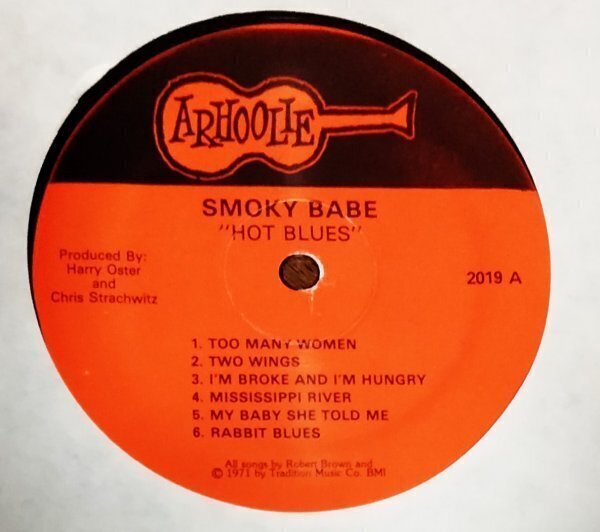 ARHOOLIE
SMOKY BABE
"HOT BLUES"
Produced By:
Harry Oster
and
Chris Strachwitz
2019 A
1. TOO MANY WOMEN
2. TWO WINGS
3. I'M BROKE AND I'M HUNGRY
4. MISSISSIPPI RIVER
5. MY BABY SHE TOLD ME
6. RABBIT BLUES
All songs by Robert Brown and
© 1971 by Tradition Music Co. BMI